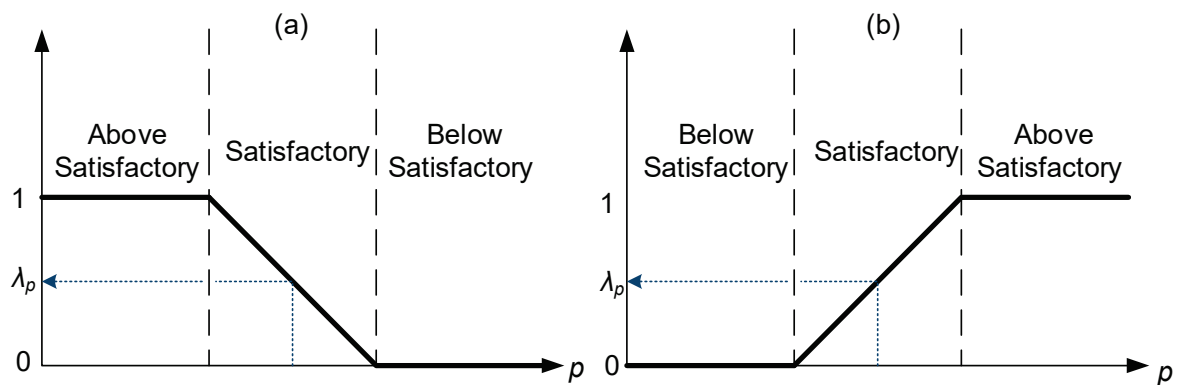 (a)
Above
Satisfactory
Satisfactory
Below
Satisfactory
1
λp
0
p
(b)
Below
Satisfactory
Satisfactory
Above
Satisfactory
1
λp
0
p